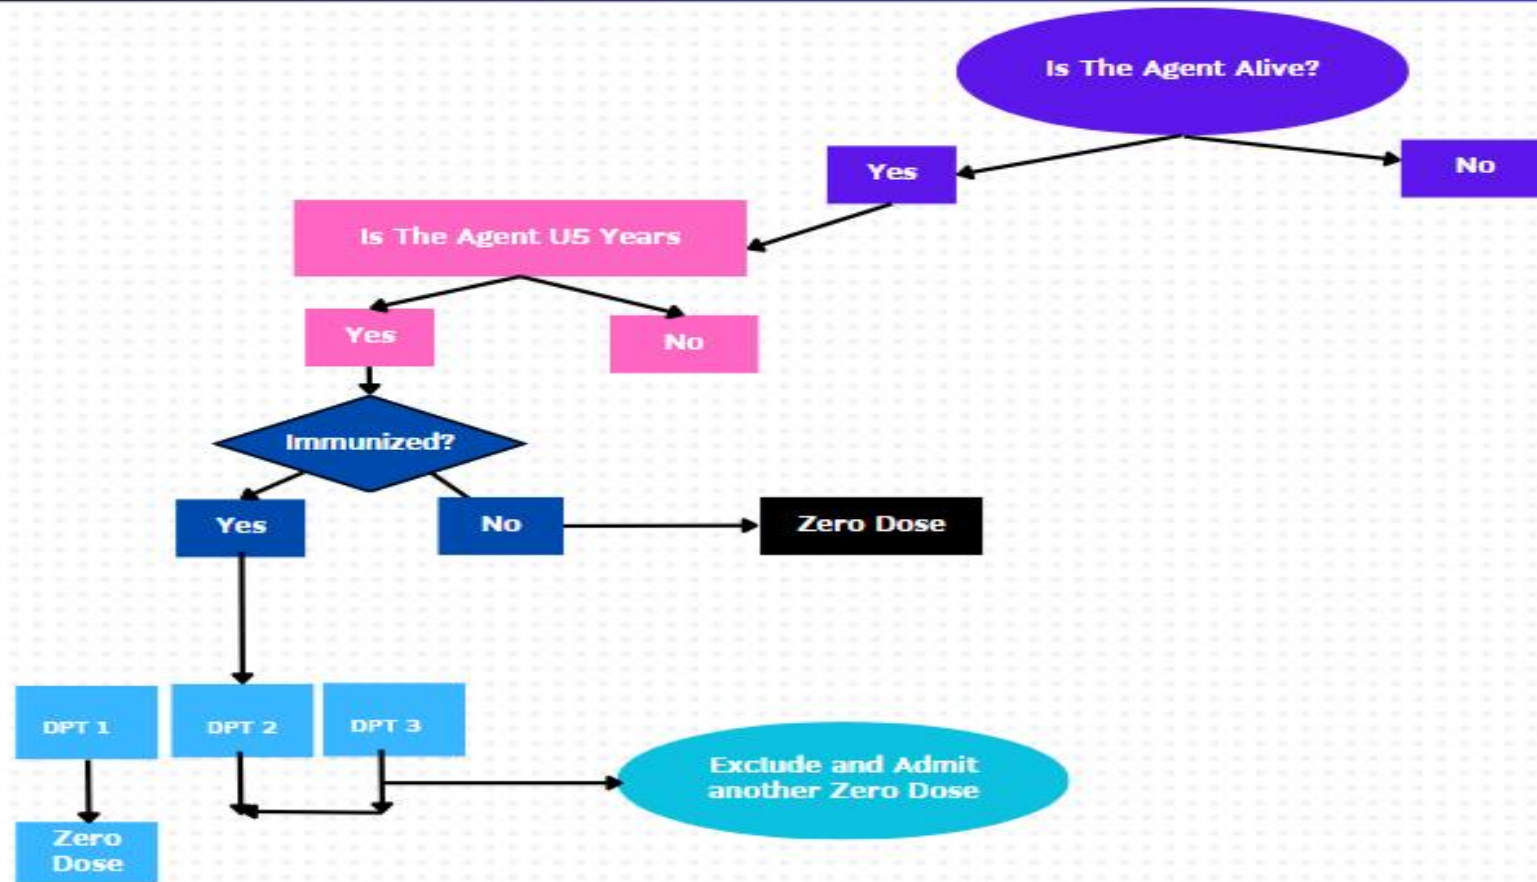 Is The Agent Alive?
Yes
No
Is The Agent U5 Years
Yes
No
Immunized?
Yes
No
Zero Dose
DPT 1
DPT 2
DPT 3
Exclude and Admit
another Zero Dose
Zero
Dose